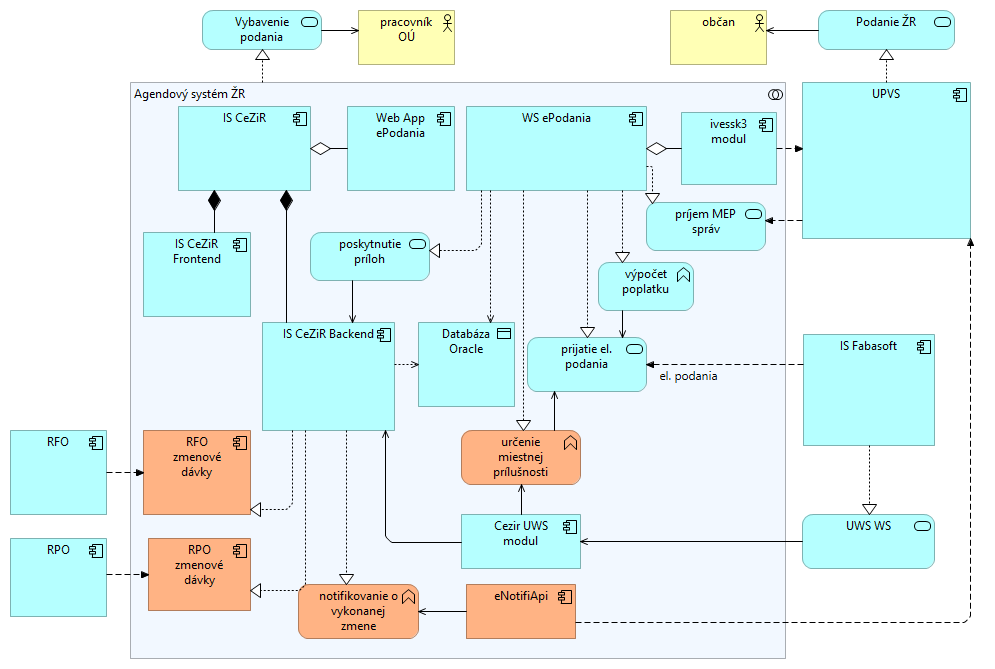 Vybavenie
podania
pracovník
OÚ
občan
Podanie ŽR
Agendový systém ŽR
IS CeZiR
Web App
ePodania
WS ePodania
ivessk3
modul
UPVS
príjem MEP
správ
IS CeZiR
Frontend
poskytnutie
príloh
výpočet
poplatku
IS CeZiR Backend
Databáza
Oracle
prijatie el.
podania
IS Fabasoft
el. podania
RFO
RFO
zmenové
dávky
určenie
miestnej
prílušnosti
Cezir UWS
modul
UWS WS
RPO
RPO
zmenové
dávky
notifikovanie o
vykonanej
zmene
eNotifiApi